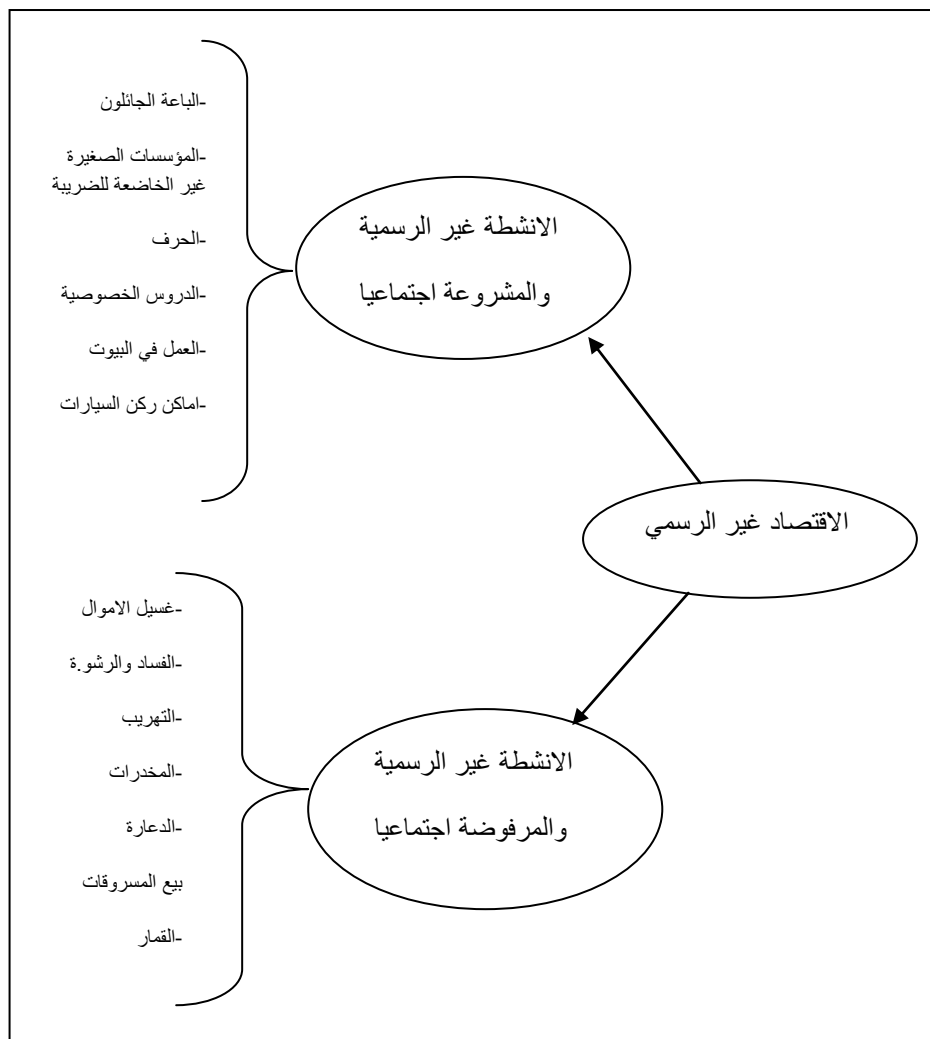 الاقتصاد غير الرسمي
الانشطة غير الرسمية
والمشروعة اجتماعيا
-الباعة الجائلون
-المؤسسات الصغيرة
غير الخاضعة للضريبة
-الحرف
-الدروس الخصوصية
-العمل في البيوت
-اماكن ركن السيارات
الانشطة غير الرسمية
والمرفوضة اجتماعيا
-غسيل الاموال
-الفساد والرشو.ة
-التهريب
-المخدرات
-الدعارة
بيع المسروقات
-القمار